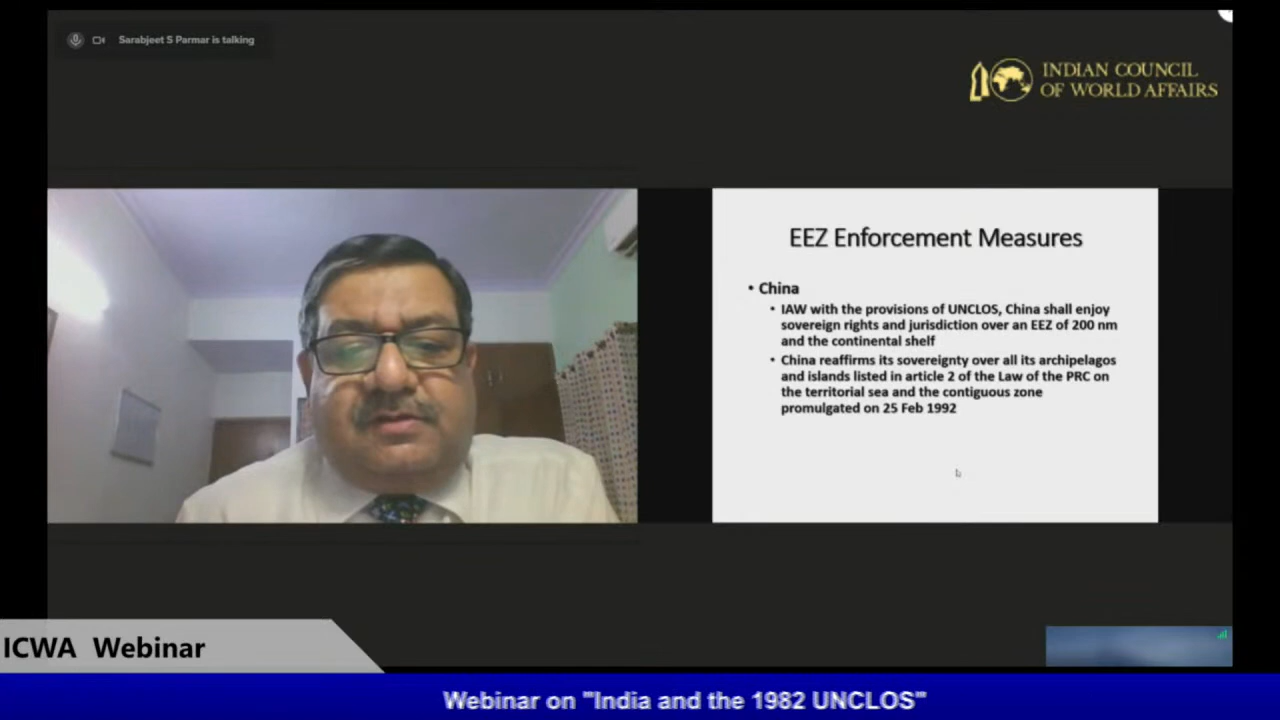 Sarabjeet S Parmar is talking
INDIAN COUNCIL
OF WORLD AFFAIRS
EEZ Enforcement Measures
• China
• IAW with the provisions of UNCLOS, China shall enjoy
sovereign rights and jurisdiction over an EEZ of 200 nm
and the continental shelf
• China reaffirms its sovereignty over all its archipelagos
and islands listed in article 2 of the Law of the PRC on
the territorial sea and the contiguous zone
promulgated on 25 Feb 1992
ICWA Webinar
Webinar on "India and the 1982 UNCLOS"